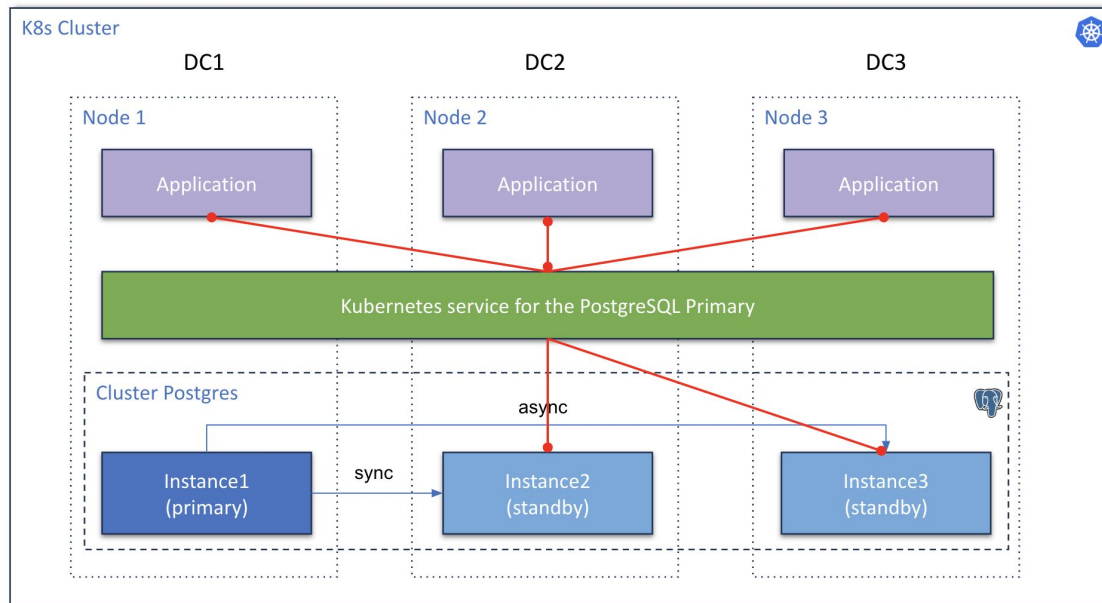 K8s Cluster
DC1
DC2
DC3
Node 1
Node 2
Node 3
Application
Application
Application
Kubernetes service for the PostgreSQL Primary
Cluster Postgres
async
sync
Instance1
(primary)
Instance2
(standby)
Instance3
(standby)